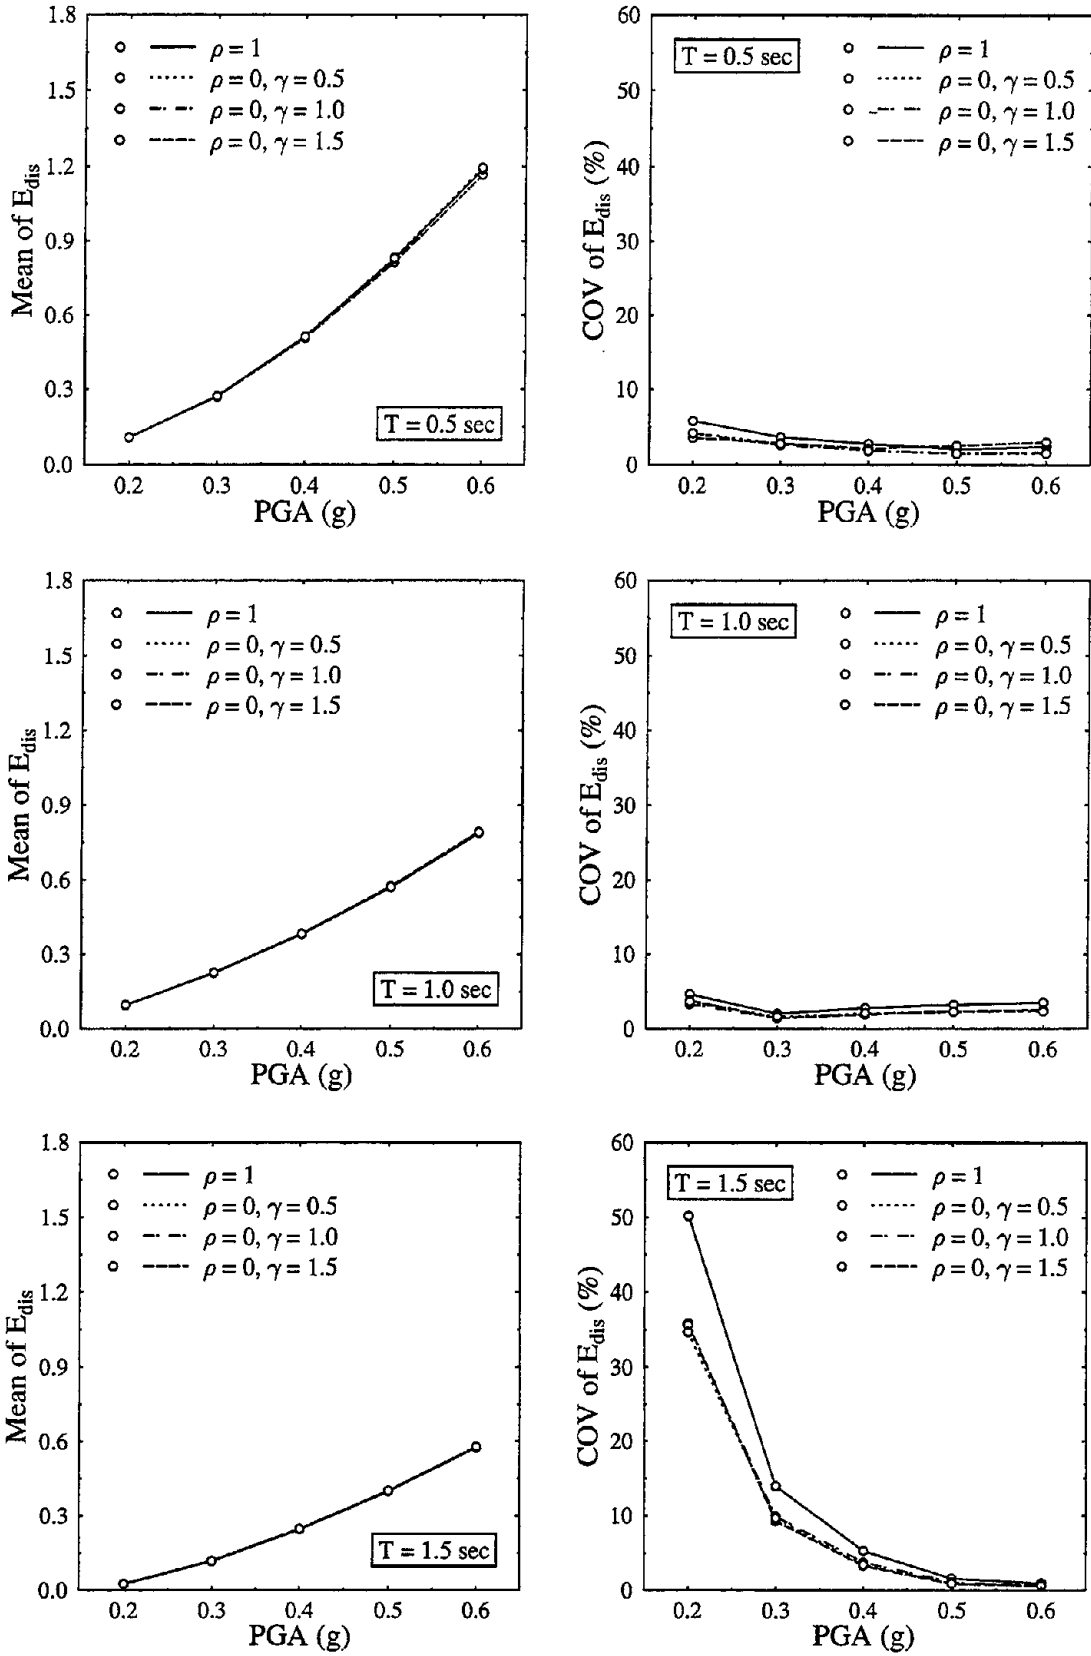 1.8
1.5
1.2
0.9
0.6
0.3
0.0
Mean of E_dis
ρ = 1
ρ = 0, γ = 0.5
ρ = 0, γ = 1.0
ρ = 0, γ = 1.5
T = 0.5 sec
0.2 0.3 0.4 0.5 0.6
PGA (g)
60
50
40
30
20
10
0
COV of E_dis (%)
T = 0.5 sec
ρ = 1
ρ = 0, γ = 0.5
ρ = 0, γ = 1.0
ρ = 0, γ = 1.5
0.2 0.3 0.4 0.5 0.6
PGA (g)
1.8
1.5
1.2
0.9
0.6
0.3
0.0
Mean of E_dis
ρ = 1
ρ = 0, γ = 0.5
ρ = 0, γ = 1.0
ρ = 0, γ = 1.5
T = 1.0 sec
0.2 0.3 0.4 0.5 0.6
PGA (g)
60
50
40
30
20
10
0
COV of E_dis (%)
T = 1.0 sec
ρ = 1
ρ = 0, γ = 0.5
ρ = 0, γ = 1.0
ρ = 0, γ = 1.5
0.2 0.3 0.4 0.5 0.6
PGA (g)
1.8
1.5
1.2
0.9
0.6
0.3
0.0
Mean of E_dis
ρ = 1
ρ = 0, γ = 0.5
ρ = 0, γ = 1.0
ρ = 0, γ = 1.5
T = 1.5 sec
0.2 0.3 0.4 0.5 0.6
PGA (g)
60
50
40
30
20
10
0
COV of E_dis (%)
T = 1.5 sec
ρ = 1
ρ = 0, γ = 0.5
ρ = 0, γ = 1.0
ρ = 0, γ = 1.5
0.2 0.3 0.4 0.5 0.6
PGA (g)